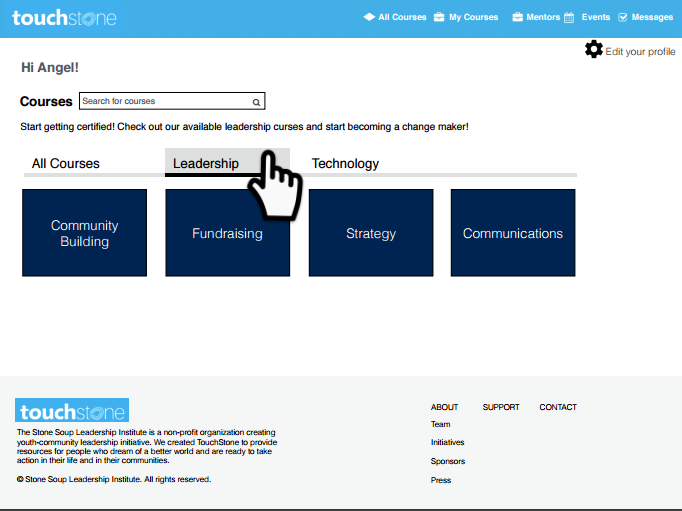 touchstone
All Courses My Courses Mentors Events Messages
Edit your profile
Hi Angel!
Courses Search for courses
Start getting certified! Check out our available leadership curses and start becoming a change maker!
All Courses Leadership Technology
Community
Building
Fundraising
Strategy
Communications
touchstone
The Stone Soup Leadership Institute is a non-profit organization creating
youth-community leadership initiative. We created TouchStone to provide
resources for people who dream of a better world and are ready to take
action in their life and in their communities.
© Stone Soup Leadership Institute. All rights reserved.
ABOUT SUPPORT CONTACT
Team
Initiatives
Sponsors
Press